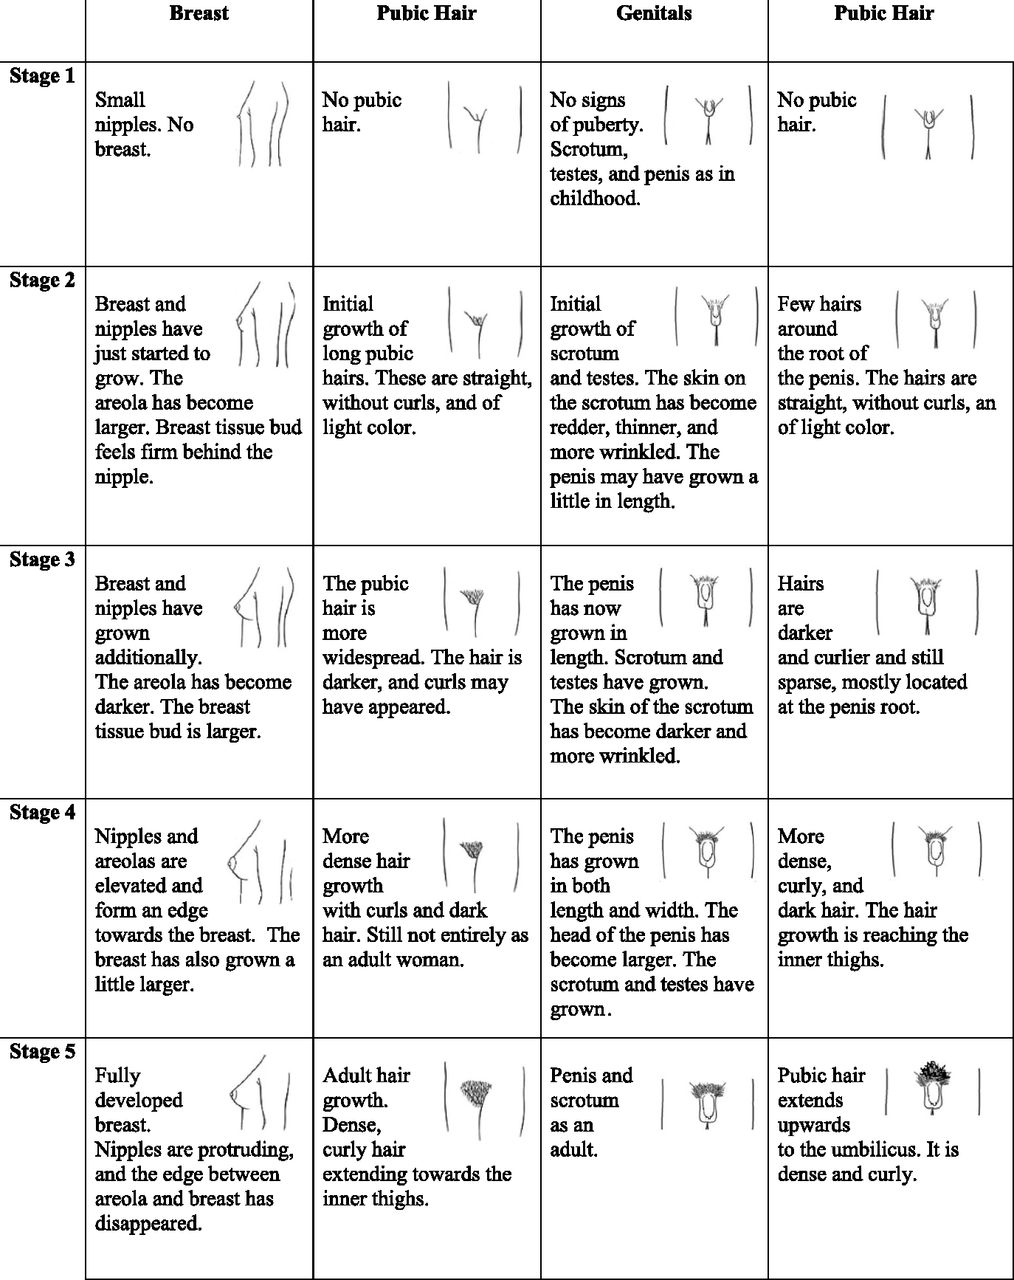 Breast
Pubic Hair
Genitals
Pubic Hair
Stage 1
Small
nipples. No
breast.
No pubic
hair.
No signs
of puberty.
Scrotum,
testes, and penis as in
childhood.
No pubic
hair.
Stage 2
Breast and
nipples have
just started to
grow. The
areola has become
larger. Breast tissue bud
feels firm behind the
nipple.
Initial
growth of
long pubic
hairs. These are straight,
without curls, and of
light color.
Initial
growth of
scrotum
and testes. The skin on
the scrotum has become
redder, thinner, and
more wrinkled. The
penis may have grown a
little in length.
Few hairs
around
the root of
the penis. The hairs are
straight, without curls, an
of light color.
Stage 3
Breast and
nipples have
grown
additionally.
The areola has become
darker. The breast
tissue bud is larger.
The pubic
hair is
more
widespread. The hair is
darker, and curls may
have appeared.
The penis
has now
grown in
length. Scrotum and
testes have grown.
The skin of the scrotum
has become darker and
more wrinkled.
Hairs
are
darker
and curlier and still
sparse, mostly located
at the penis root.
Stage 4
Nipples and
areolas are
elevated and
form an edge
towards the breast. The
breast has also grown a
little larger.
More
dense hair
growth
with curls and dark
hair. Still not entirely as
an adult woman.
The penis
has grown
in both
length and width. The
head of the penis has
become larger. The
scrotum and testes have
grown.
More
dense,
curly, and
dark hair. The hair
growth is reaching the
inner thighs.
Stage 5
Fully
developed
breast.
Nipples are protruding,
and the edge between
areola and breast has
disappeared.
Adult hair
growth.
Dense,
curly hair
extending towards the
inner thighs.
Penis and
scrotum
as an
adult.
Pubic hair
extends
upwards
to the umbilicus. It is
dense and curly.